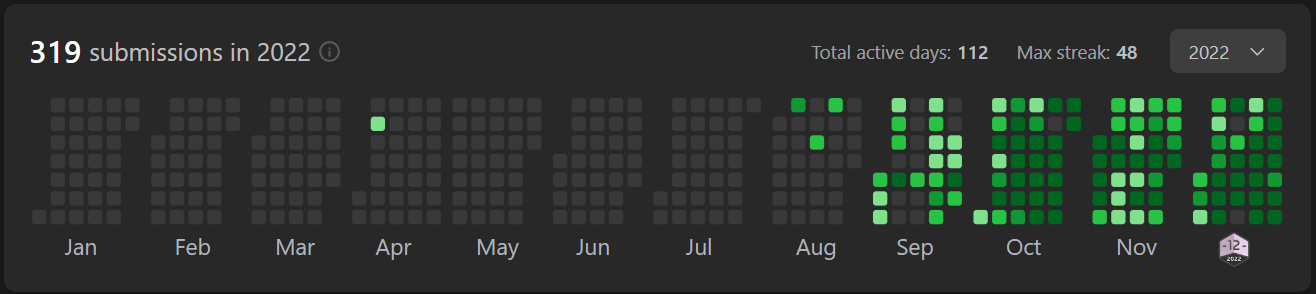 319 submissions in 2022
Total active days: 112 Max streak: 48 2022
Jan Feb Mar Apr May Jun Jul Aug Sep Oct Nov
-12-
2022